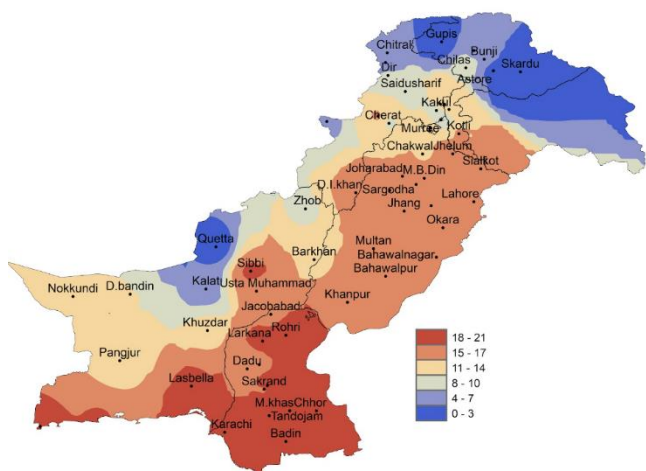 Gupis
Chitral
Bunji
Chilas
Skardu
Dir
Astore
Saidusharif
Kakul
Cherat
Murree
Kotli
Chakwal
Jhelum
Sialkot
Joharabad
M.B.Din
D.I.khan
Sargodha
Lahore
Zhob
Jhang
Okara
Quetta
Multan
Barkhan
Bahawalnagar
Sibbi
Bahawalpur
Nokkundi
D.bandin
Kalat
Usta Muhammad
Khanpur
Jacobabad
Khuzdar
Larkana
Rohri
Pangjur
Dadu
Lasbella
Sakrand
M.khas
Chhor
Tandojam
Karachi
Badin
18 - 21
15 - 17
11 - 14
8 - 10
4 - 7
0 - 3